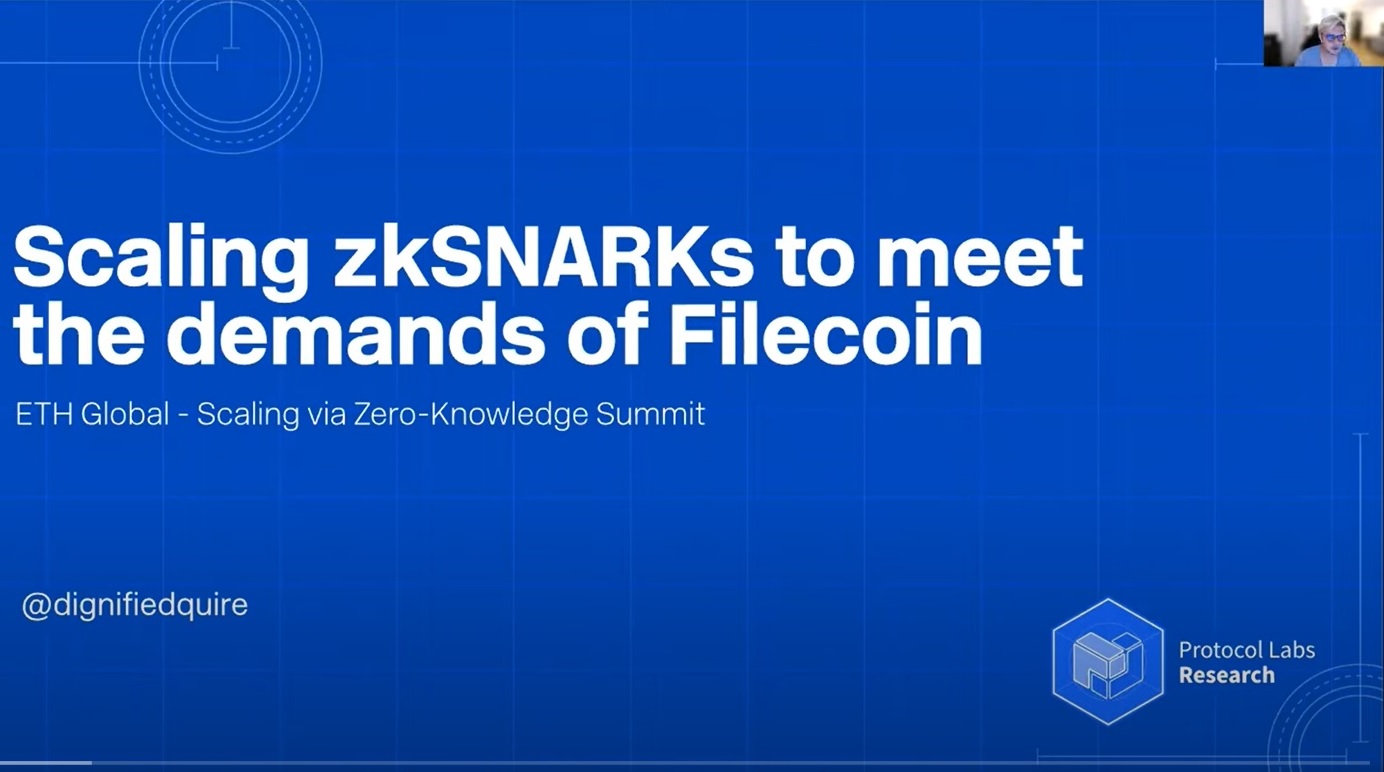 Scaling zkSNARKs to meet
the demands of Filecoin
ETH Global - Scaling via Zero-Knowledge Summit
@dignifiedquire
Protocol Labs
Research